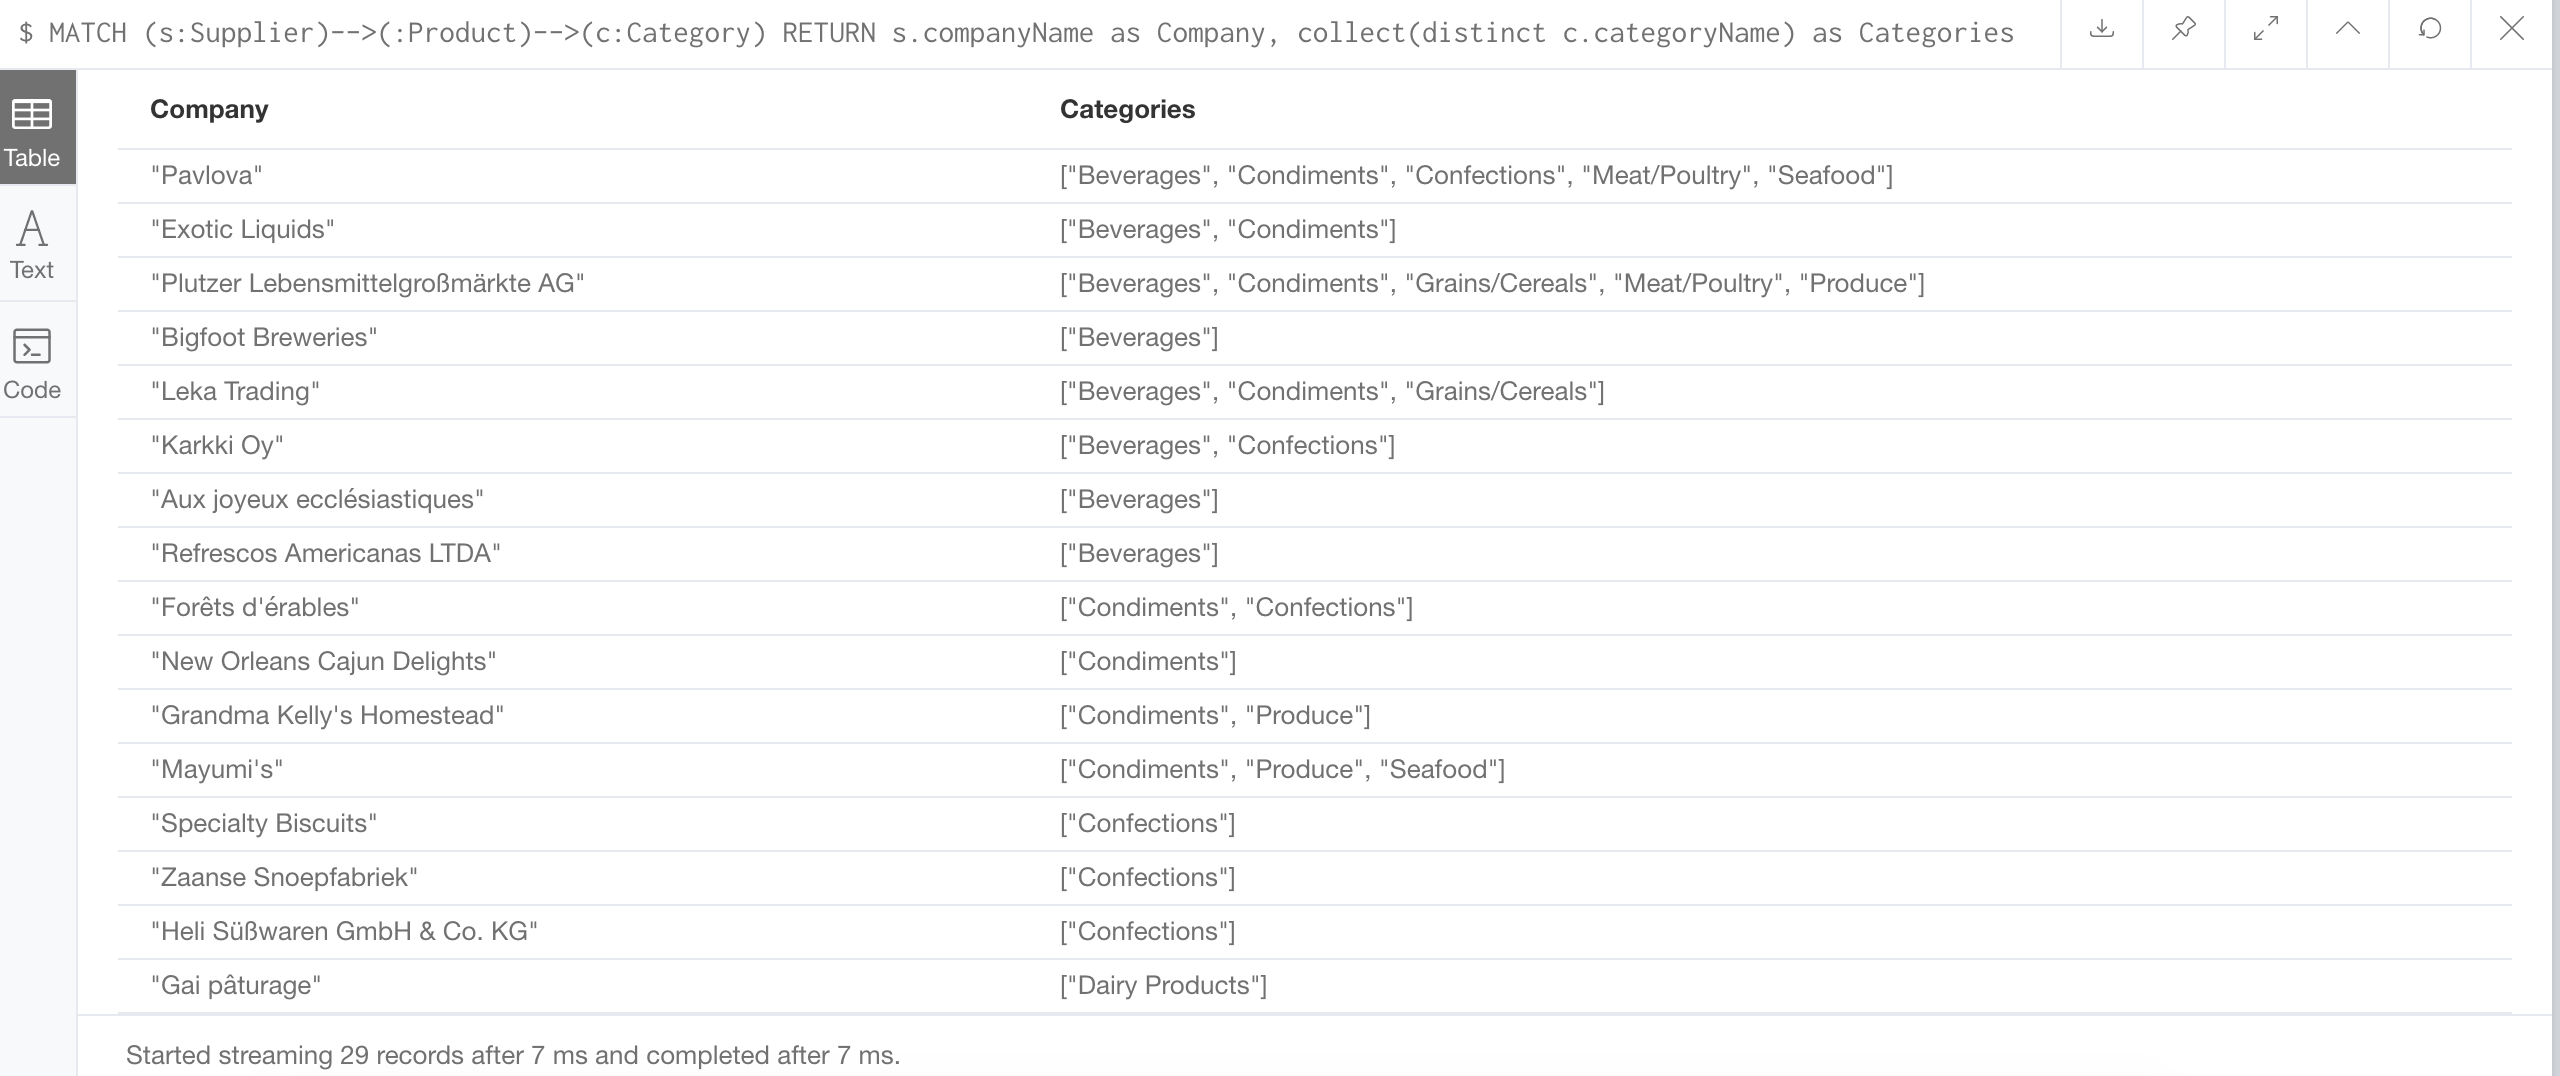 $ MATCH (s:Supplier)-->(:Product)-->(c:Category) RETURN s.companyName as Company, collect(distinct c.categoryName) as Categories
Table
Text
Code
Company Categories
"Pavlova" ["Beverages", "Condiments", "Confections", "Meat/Poultry", "Seafood"]
"Exotic Liquids" ["Beverages", "Condiments"]
"Plutzer Lebensmittelgroßmärkte AG" ["Beverages", "Condiments", "Grains/Cereals", "Meat/Poultry", "Produce"]
"Bigfoot Breweries" ["Beverages"]
"Leka Trading" ["Beverages", "Condiments", "Grains/Cereals"]
"Karkki Oy" ["Beverages", "Confections"]
"Aux joyeux ecclésiastiques" ["Beverages"]
"Refrescos Americanas LTDA" ["Beverages"]
"Forêts d'érables" ["Condiments", "Confections"]
"New Orleans Cajun Delights" ["Condiments"]
"Grandma Kelly's Homestead" ["Condiments", "Produce"]
"Mayumi's" ["Condiments", "Produce", "Seafood"]
"Specialty Biscuits" ["Confections"]
"Zaanse Snoepfabriek" ["Confections"]
"Heli Süßwaren GmbH & Co. KG" ["Confections"]
"Gai pâturage" ["Dairy Products"]
Started streaming 29 records after 7 ms and completed after 7 ms.